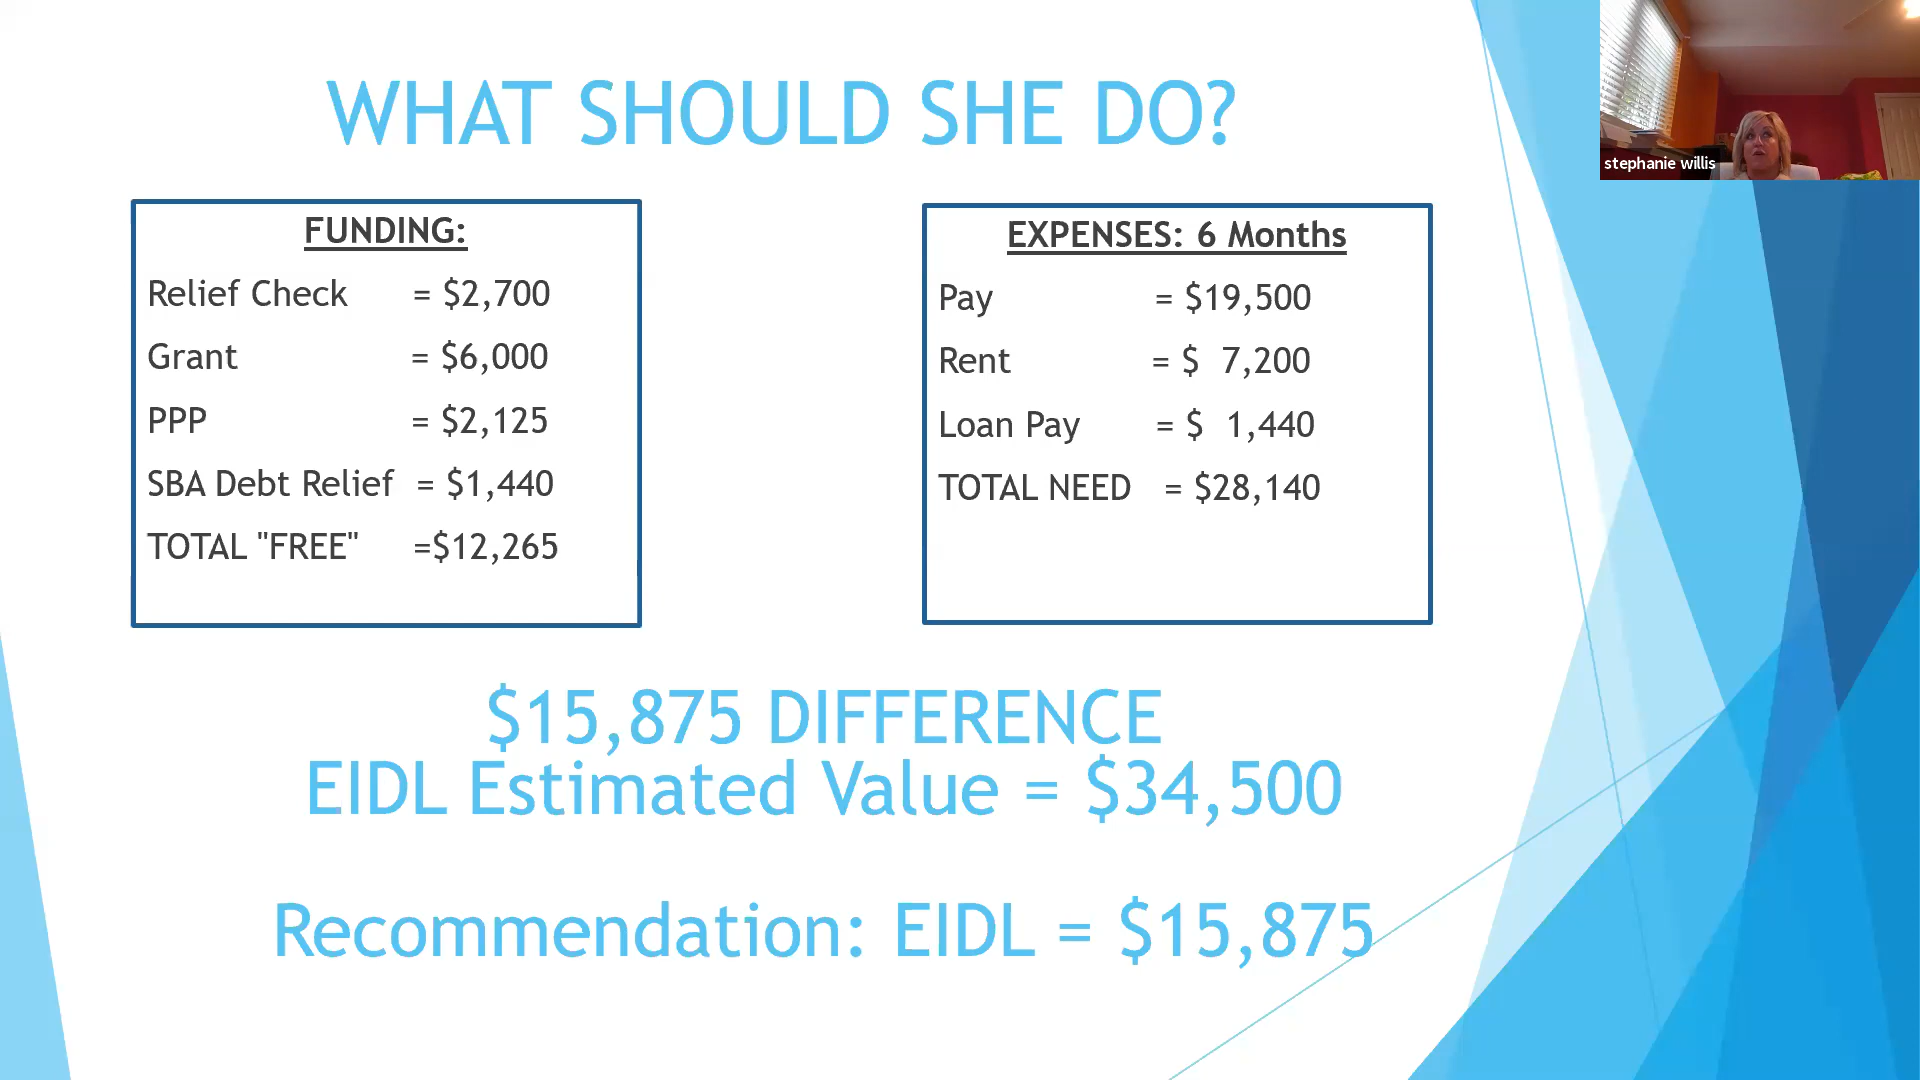 WHAT SHOULD SHE DO?
stephanie willis
FUNDING:
Relief Check = $2,700
Grant = $6,000
PPP = $2,125
SBA Debt Relief = $1,440
TOTAL "FREE" =$12,265
EXPENSES: 6 Months
Pay = $19,500
Rent = $ 7,200
Loan Pay = $ 1,440
TOTAL NEED = $28,140
$15,875 DIFFERENCE
EIDL Estimated Value = $34,500
Recommendation: EIDL = $15,875